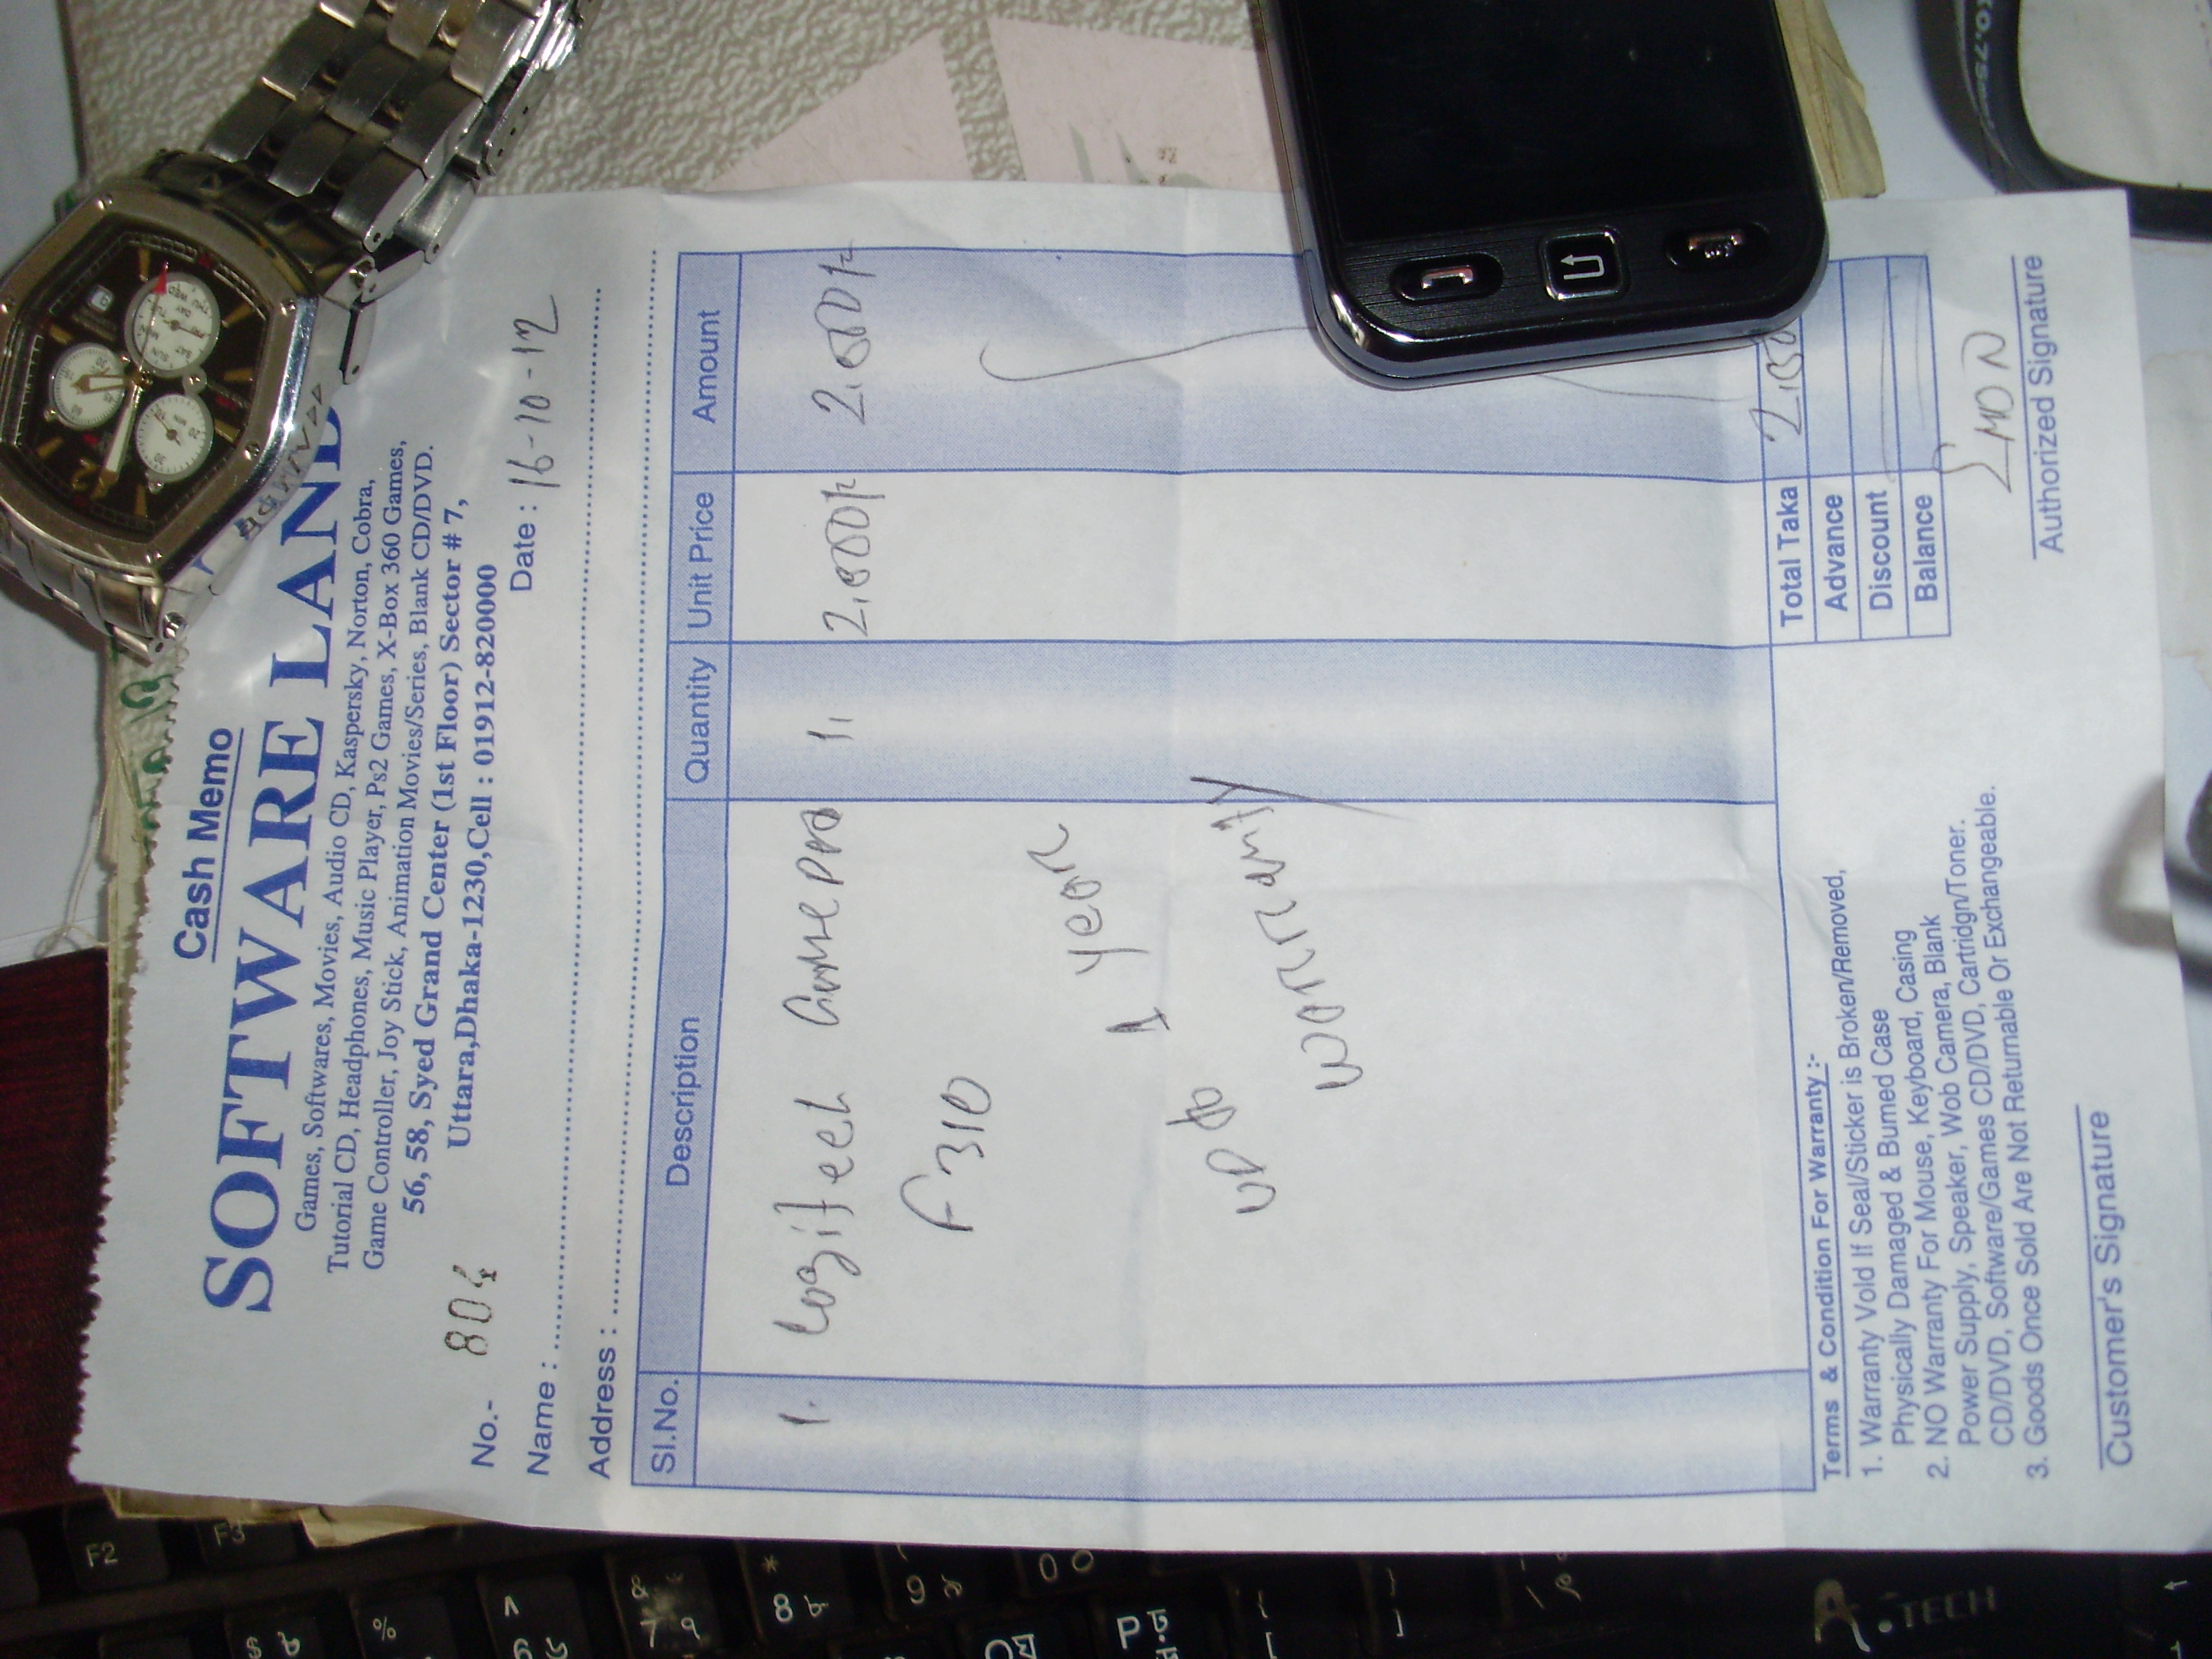 Cash Memo
SOFTWARE LAND
Games, Softwares, Movies, Audio CD, Kaspersky, Norton, Cobra,
Tutorial CD, Headphones, Music Player, Ps2 Games, X-Box 360 Games,
Game Controller, Joy Stick, Animation Movies/Series, Blank CD/DVD.
56, 58, Syed Grand Center (1st Floor) Sector # 7,
Uttara,Dhaka-1230,Cell : 01912-820000
No.- 804 Date : 16-10-12
Name :
Address :
Sl.No. Description Quantity Unit Price Amount
1. Logitech Gamepad 1 2,000/- 2,000/-
F310
1 year
up to
warranty
Total Taka
Advance
Discount
Balance
Terms & Condition For Warranty :-
1. Warranty Vold If Seal/Sticker is Broken/Removed,
Physically Damaged & Bumed Case
2. NO Warranty For Mouse, Keyboard, Casing
Power Supply, Speaker, Wob Camera, Blank
CD/DVD, Software/Games CD/DVD, Cartridgn/Toner.
3. Goods Once Sold Are Not Returnable Or Exchangeable.
Customer's Signature
Authorized Signature
F2
F3
A.TECH